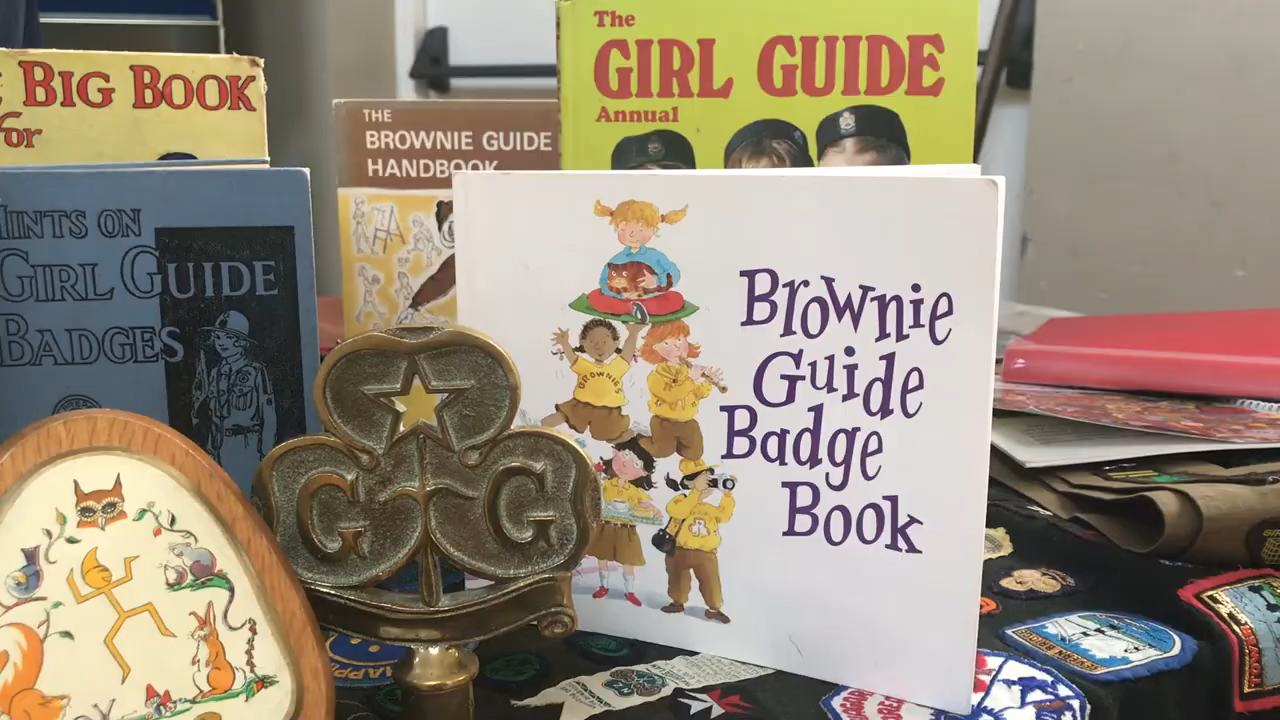 The
GIRL GUIDE
Annual
BIG BOOK
for
THE
BROWNIE GUIDE
HANDBOOK
HINTS ON
GIRL GUIDE
BADGES
Brownie
Guide
Badge
Book
BROWNIES
G G